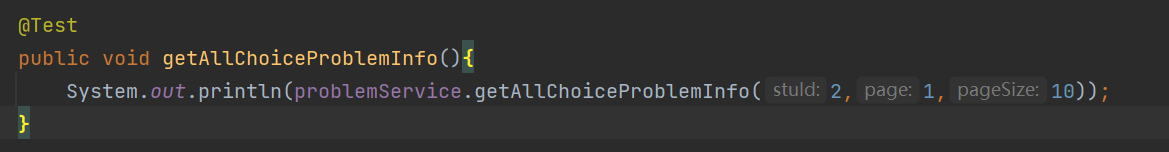 @Test
public void getAllChoiceProblemInfo(){
System.out.println(problemService.getAllChoiceProblemInfo( stuId: 2, page: 1, pageSize: 10));
}